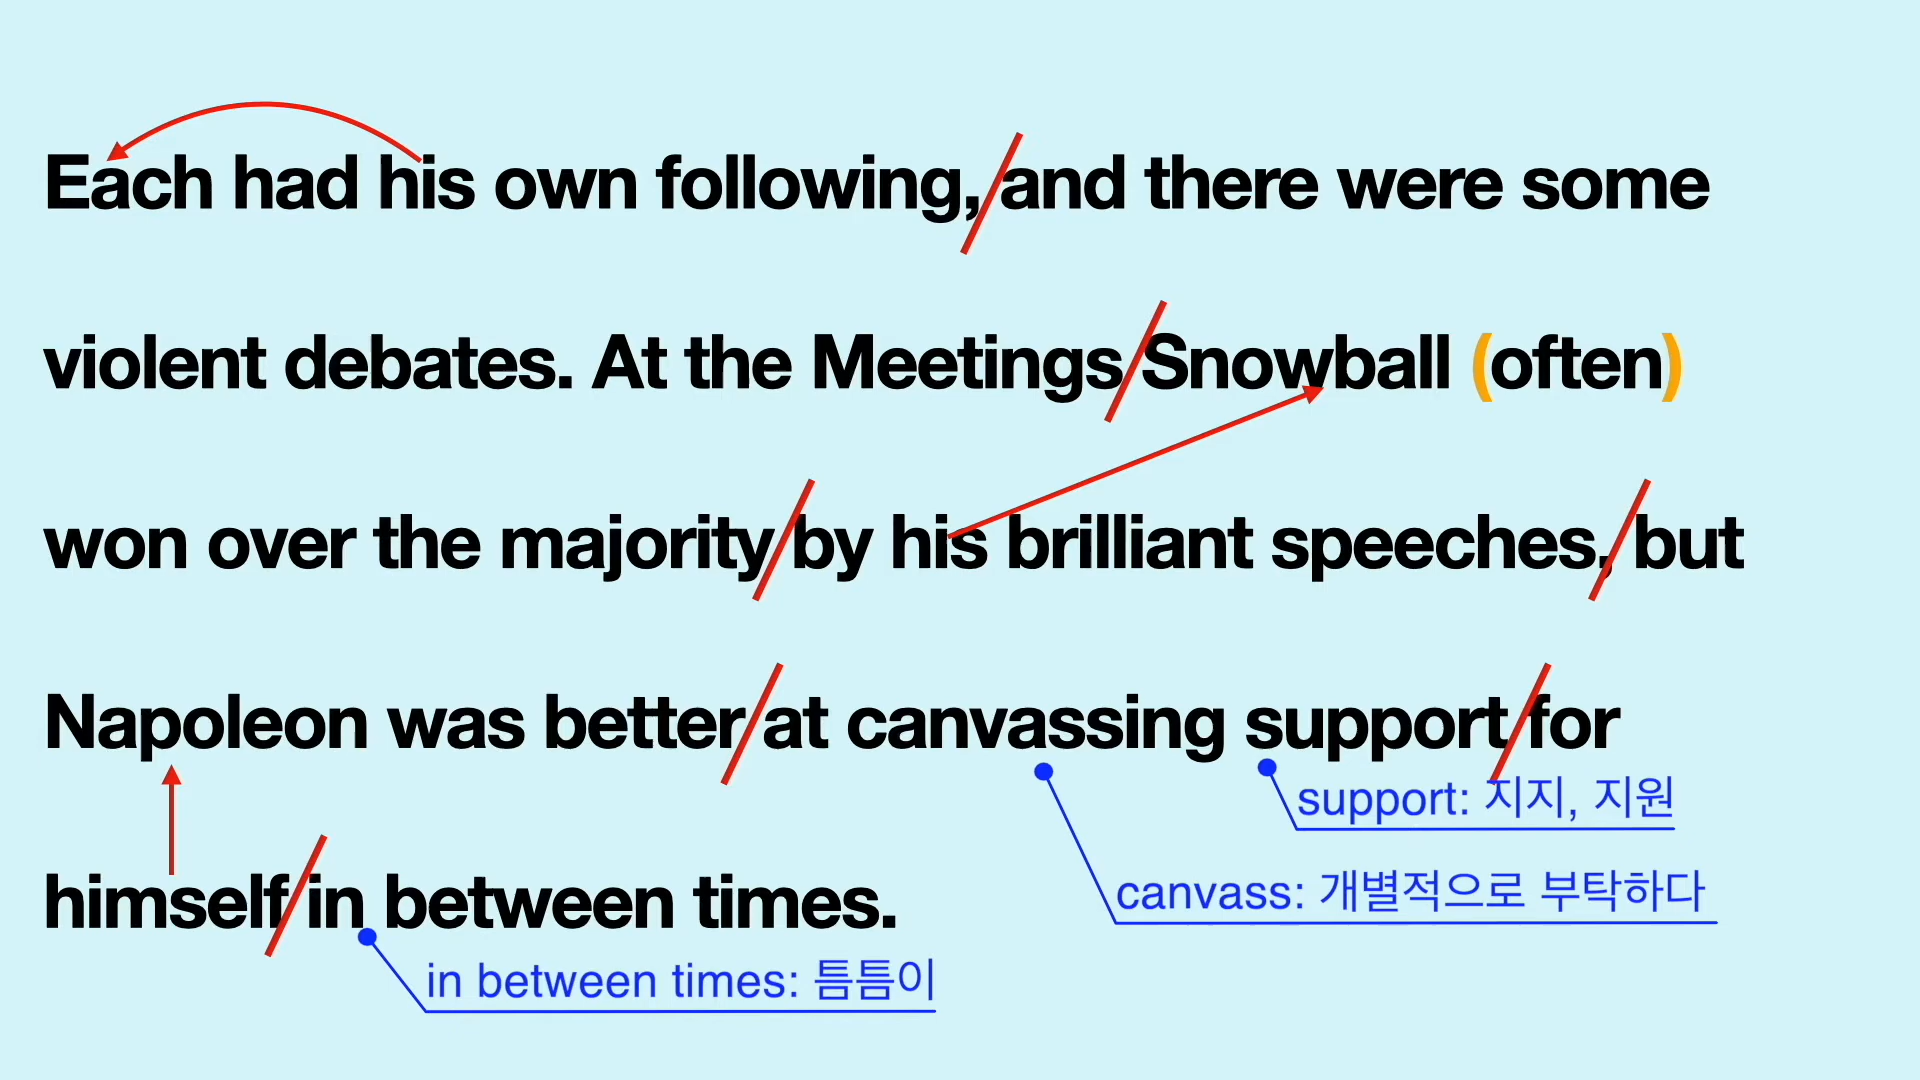 Each had his own following, and there were some
violent debates. At the Meetings Snowball (often)
won over the majority by his brilliant speeches, but
Napoleon was better at canvassing support for
support: 지지, 지원
himself in between times.
canvass: 개별적으로 부탁하다
in between times: 틈틈이